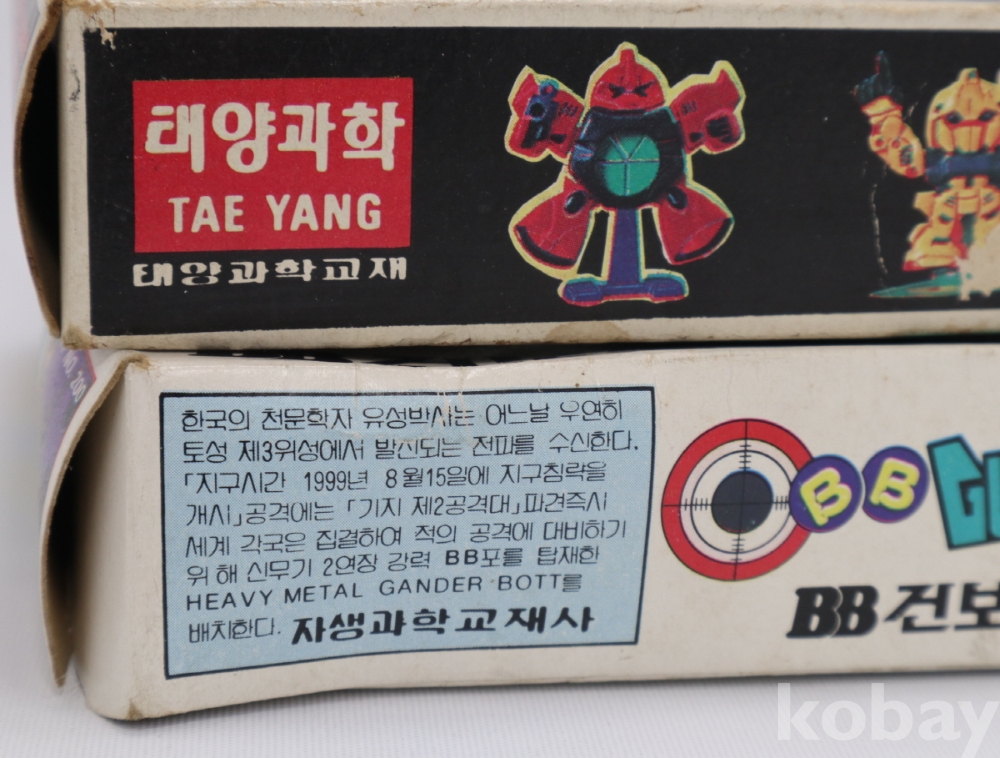 태양과학
TAE YANG
태양과학교재
NO. 
한국의 천문학자 유성박사는 어느날 우연히
토성 제3위성에서 발신되는 전파를 수신한다.
「지구시간 1999년 8월15일에 지구침략을
개시」공격에는 「기지 제2공격대」파견즉시
세계 각국은 집결하여 적의 공격에 대비하기
위해 신무기 2연장 강력 BB포를 탑재한
HEAVY METAL GANDER BOTT를
배치한다. 자생과학교재사
BB
BB건보
kobay